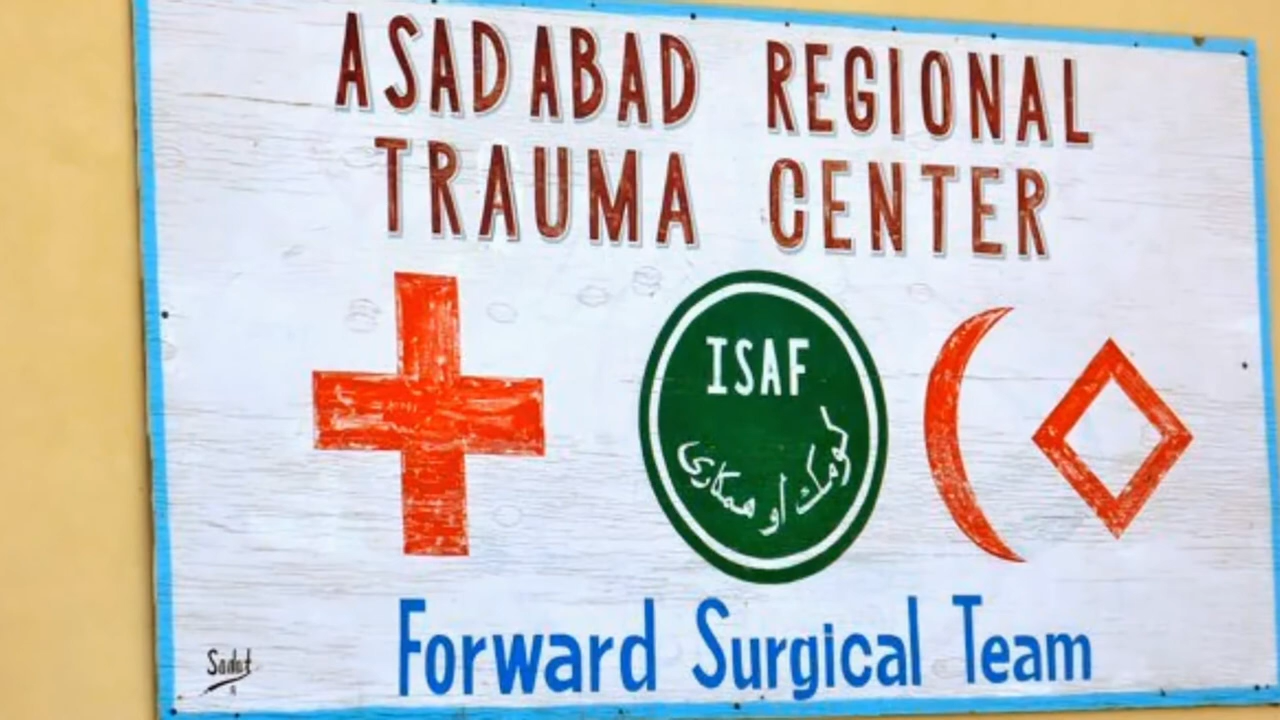 ASADABAD REGIONAL
TRAUMA CENTER
ISAF
کومک او همکاری
Forward Surgical Team
Sadat